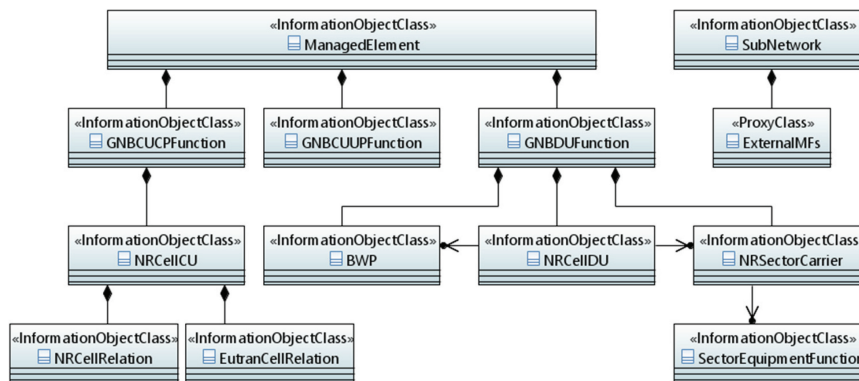 «InformationObjectClass»
ManagedElement
«InformationObjectClass»
SubNetwork
«InformationObjectClass»
GNBCUCPFunction
«InformationObjectClass»
GNBCUUPFunction
«InformationObjectClass»
GNBDUFunction
«ProxyClass»
ExternalMFs
«InformationObjectClass»
NRCellCU
«InformationObjectClass»
BWP
«InformationObjectClass»
NRCellDU
«InformationObjectClass»
NRSectorCarrier
«InformationObjectClass»
NRCellRelation
«InformationObjectClass»
EutranCellRelation
«InformationObjectClass»
SectorEquipmentFunction